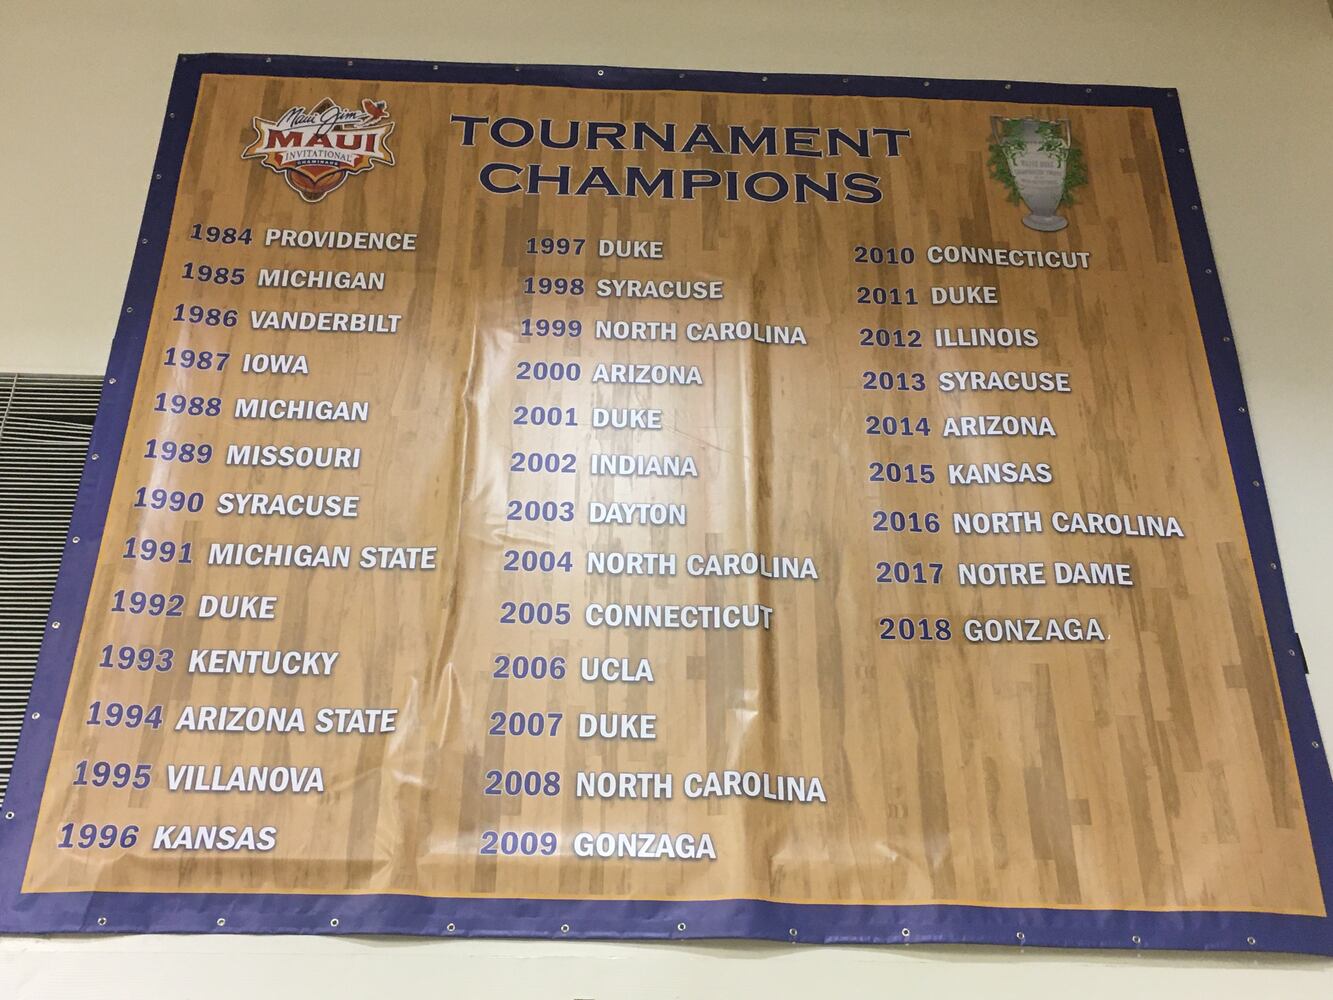 Maui Jim
MAUI
INVITATIONAL
CHAMINADE
TOURNAMENT
CHAMPIONS
1984 PROVIDENCE
1985 MICHIGAN
1986 VANDERBILT
1987 IOWA
1988 MICHIGAN
1989 MISSOURI
1990 SYRACUSE
1991 MICHIGAN STATE
1992 DUKE
1993 KENTUCKY
1994 ARIZONA STATE
1995 VILLANOVA
1996 KANSAS
1997 DUKE
1998 SYRACUSE
1999 NORTH CAROLINA
2000 ARIZONA
2001 DUKE
2002 INDIANA
2003 DAYTON
2004 NORTH CAROLINA
2005 CONNECTICUT
2006 UCLA
2007 DUKE
2008 NORTH CAROLINA
2009 GONZAGA
2010 CONNECTICUT
2011 DUKE
2012 ILLINOIS
2013 SYRACUSE
2014 ARIZONA
2015 KANSAS
2016 NORTH CAROLINA
2017 NOTRE DAME
2018 GONZAGA